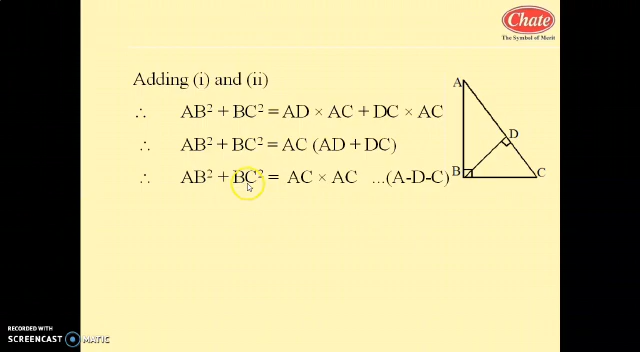 Chate
The Symbol of Merit
Adding (i) and (ii)
∴ AB² + BC² = AD × AC + DC × AC
∴ AB² + BC² = AC (AD + DC)
∴ AB² + BC² = AC × AC ...(A-D-C)
A
D
B
C
RECORDED WITH
SCREENCAST MATIC